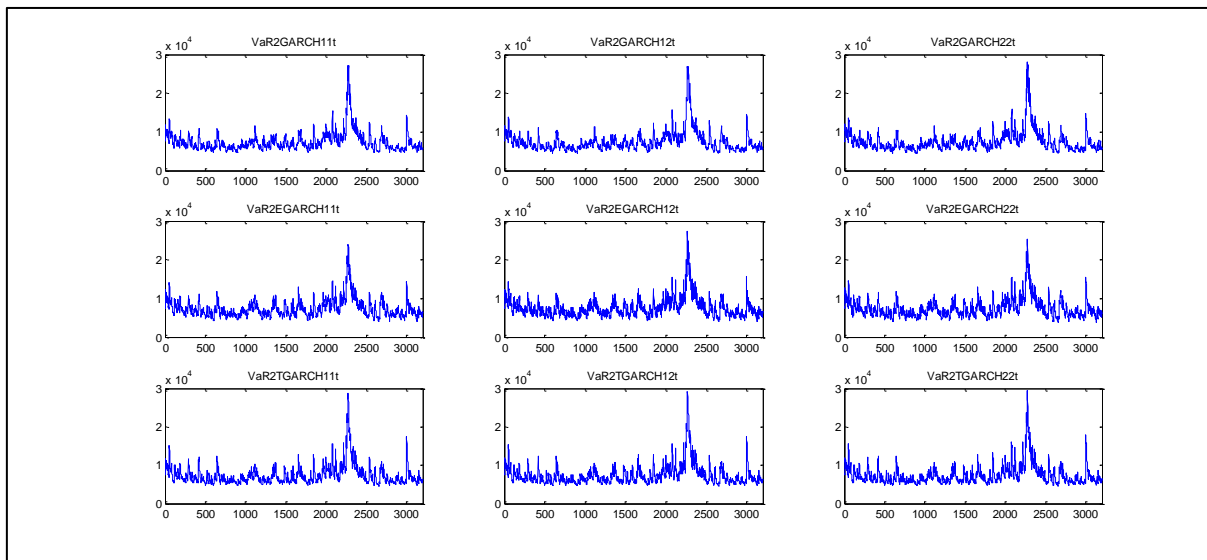 x 10^4 VaR2GARCH11t x 10^4 VaR2GARCH12t x 10^4 VaR2GARCH22t
3 3 3
2 2 2
1 1 1
0 0 0
0 500 1000 1500 2000 2500 3000 0 500 1000 1500 2000 2500 3000 0 500 1000 1500 2000 2500 3000
x 10^4 VaR2EGARCH11t x 10^4 VaR2EGARCH12t x 10^4 VaR2EGARCH22t
3 3 3
2 2 2
1 1 1
0 0 0
0 500 1000 1500 2000 2500 3000 0 500 1000 1500 2000 2500 3000 0 500 1000 1500 2000 2500 3000
x 10^4 VaR2TGARCH11t x 10^4 VaR2TGARCH12t x 10^4 VaR2TGARCH22t
3 3 3
2 2 2
1 1 1
0 0 0
0 500 1000 1500 2000 2500 3000 0 500 1000 1500 2000 2500 3000 0 500 1000 1500 2000 2500 3000